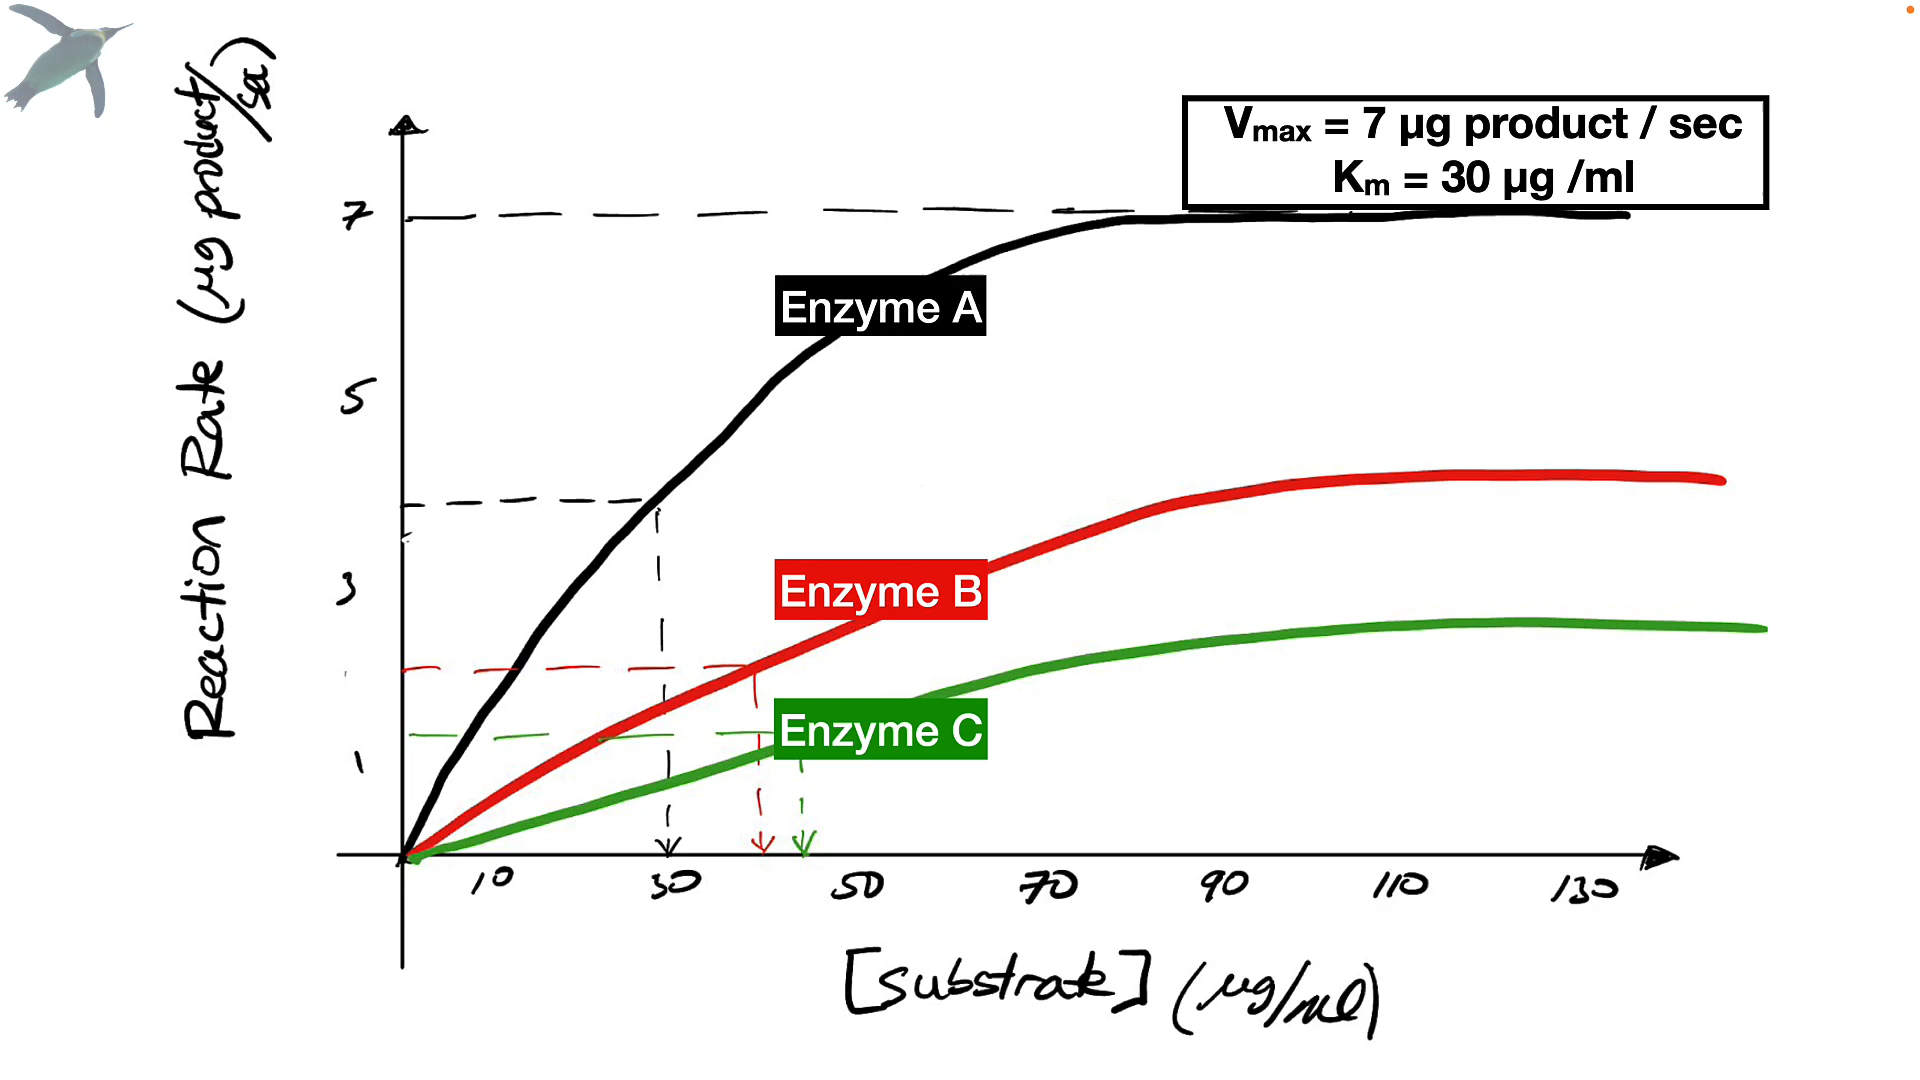 Reaction Rate (µg product/sec)
Vmax = 7 µg product / sec
Km = 30 µg /ml
7
5
3
1
Enzyme A
Enzyme B
Enzyme C
10 30 50 70 90 110 130
[substrate] (µg/ml)